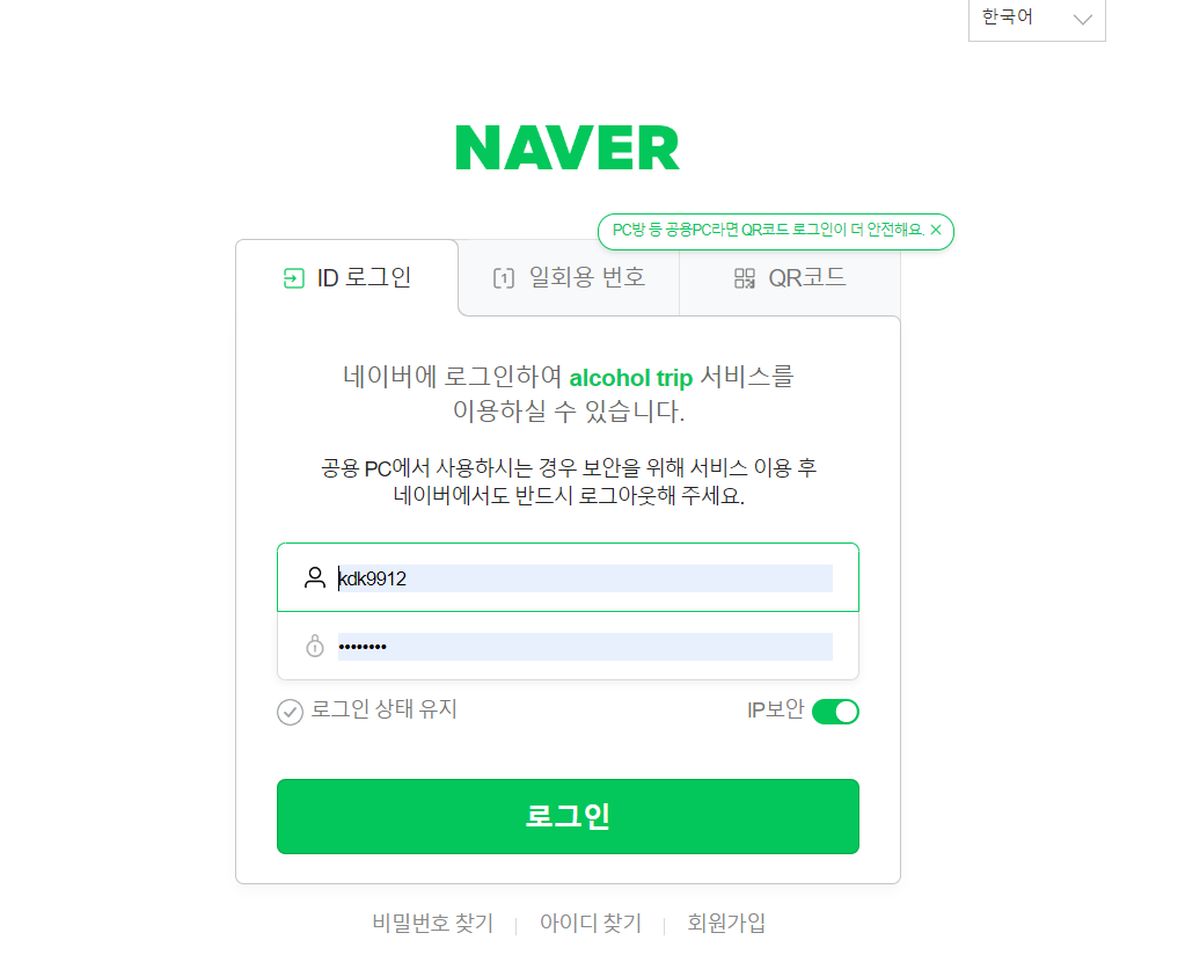 한국어
NAVER
PC방 등 공용PC라면 QR코드 로그인이 더 안전해요.
ID 로그인
1 일회용 번호
QR코드
네이버에 로그인하여 alcohol trip 서비스를
이용하실 수 있습니다.
공용 PC에서 사용하시는 경우 보안을 위해 서비스 이용 후
네이버에서도 반드시 로그아웃해 주세요.
kdk9912
••••••••
로그인 상태 유지
IP보안
로그인
비밀번호 찾기
아이디 찾기
회원가입